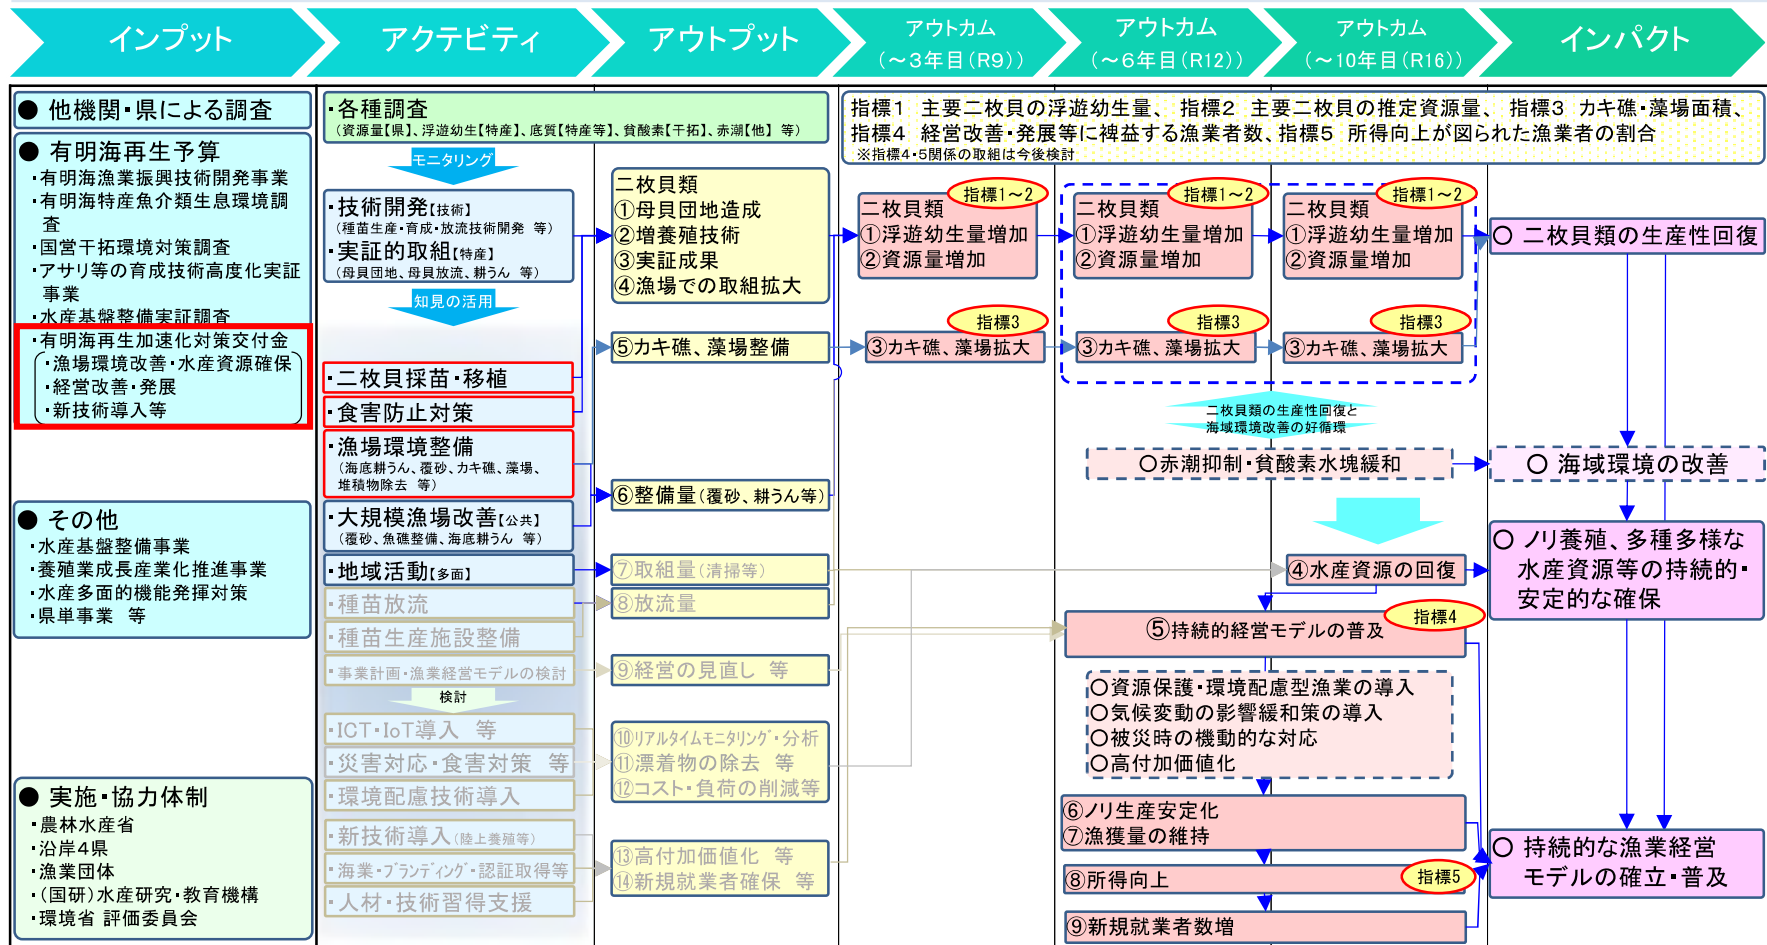 インプット
アクテビティ
アウトプット
アウトカム
(～3年目(R9))
アウトカム
(～6年目(R12))
アウトカム
(～10年目(R16))
インパクト
● 他機関・県による調査
● 有明海再生予算
・有明海漁業振興技術開発事業
・有明海特産魚介類生息環境調
査
・国営干拓環境対策調査
・アサリ等の育成技術高度化実証
事業
・水産基盤整備実証調査
・有明海再生加速化対策交付金
・漁場環境改善・水産資源確保
・経営改善・発展
・新技術導入等
● その他
・水産基盤整備事業
・養殖業成長産業化推進事業
・水産多面的機能発揮対策
・県単事業　等
● 実施・協力体制
・農林水産省
・沿岸4県
・漁業団体
・(国研)水産研究・教育機構
・環境省 評価委員会
・各種調査
(資源量【県】、浮遊幼生【特産】、底質【特産等】、貧酸素【干拓】、赤潮【他】 等)
モニタリング
・技術開発【技術】
(種苗生産・育成・放流技術開発 等)
・実証的取組【特産】
(母貝団地、母貝放流、耕うん 等)
知見の活用
・二枚貝採苗・移植
・食害防止対策
・漁場環境整備
(海底耕うん、覆砂、カキ礁、藻場、
堆積物除去 等)
・大規模漁場改善【公共】
(覆砂、魚礁整備、海底耕うん 等)
・地域活動【多面】
・種苗放流
・種苗生産施設整備
・事業計画・漁業経営モデルの検討
検討
・ICT・IoT導入 等
・災害対応・食害対策 等
・環境配慮技術導入
・新技術導入(陸上養殖等)
・海業・ブランディング・認証取得等
・人材・技術習得支援
二枚貝類
①母貝団地造成
②増養殖技術
③実証成果
④漁場での取組拡大
⑤カキ礁、藻場整備
⑥整備量(覆砂、耕うん等)
⑦取組量(清掃等)
⑧放流量
⑨経営の見直し 等
⑩リアルタイムモニタリング・分析
⑪漂着物の除去 等
⑫コスト・負荷の削減等
⑬高付加価値化 等
⑭新規就業者確保 等
指標1 主要二枚貝の浮遊幼生量、 指標2 主要二枚貝の推定資源量、 指標3 カキ礁・藻場面積、
指標4 経営改善・発展等に裨益する漁業者数、指標5 所得向上が図られた漁業者の割合
※指標4・5関係の取組は今後検討
指標1～2
二枚貝類
①浮遊幼生量増加
②資源量増加
指標3
③カキ礁、藻場拡大
指標1～2
二枚貝類
①浮遊幼生量増加
②資源量増加
指標3
③カキ礁、藻場拡大
指標1～2
二枚貝類
①浮遊幼生量増加
②資源量増加
指標3
③カキ礁、藻場拡大
二枚貝類の生産性回復と
海域環境改善の好循環
○赤潮抑制・貧酸素水塊緩和
④水産資源の回復
指標4
⑤持続的経営モデルの普及
○資源保護・環境配慮型漁業の導入
○気候変動の影響緩和策の導入
○被災時の機動的な対応
○高付加価値化
⑥ノリ生産安定化
⑦漁獲量の維持
⑧所得向上
指標5
⑨新規就業者数増
○ 二枚貝類の生産性回復
○ 海域環境の改善
○ ノリ養殖、多種多様な
水産資源等の持続的・
安定的な確保
○ 持続的な漁業経営
モデルの確立・普及